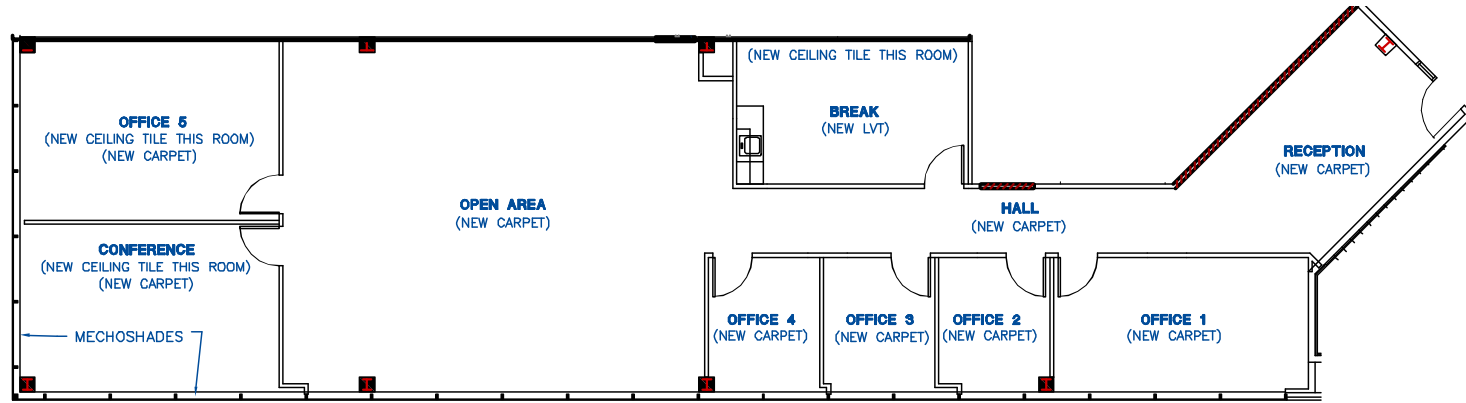 (NEW CEILING TILE THIS ROOM)
BREAK
(NEW LVT)
OFFICE 5
(NEW CEILING TILE THIS ROOM)
(NEW CARPET)
RECEPTION
(NEW CARPET)
OPEN AREA
(NEW CARPET)
HALL
(NEW CARPET)
CONFERENCE
(NEW CEILING TILE THIS ROOM)
(NEW CARPET)
MECHOSHADES
OFFICE 4
(NEW CARPET)
OFFICE 3
(NEW CARPET)
OFFICE 2
(NEW CARPET)
OFFICE 1
(NEW CARPET)